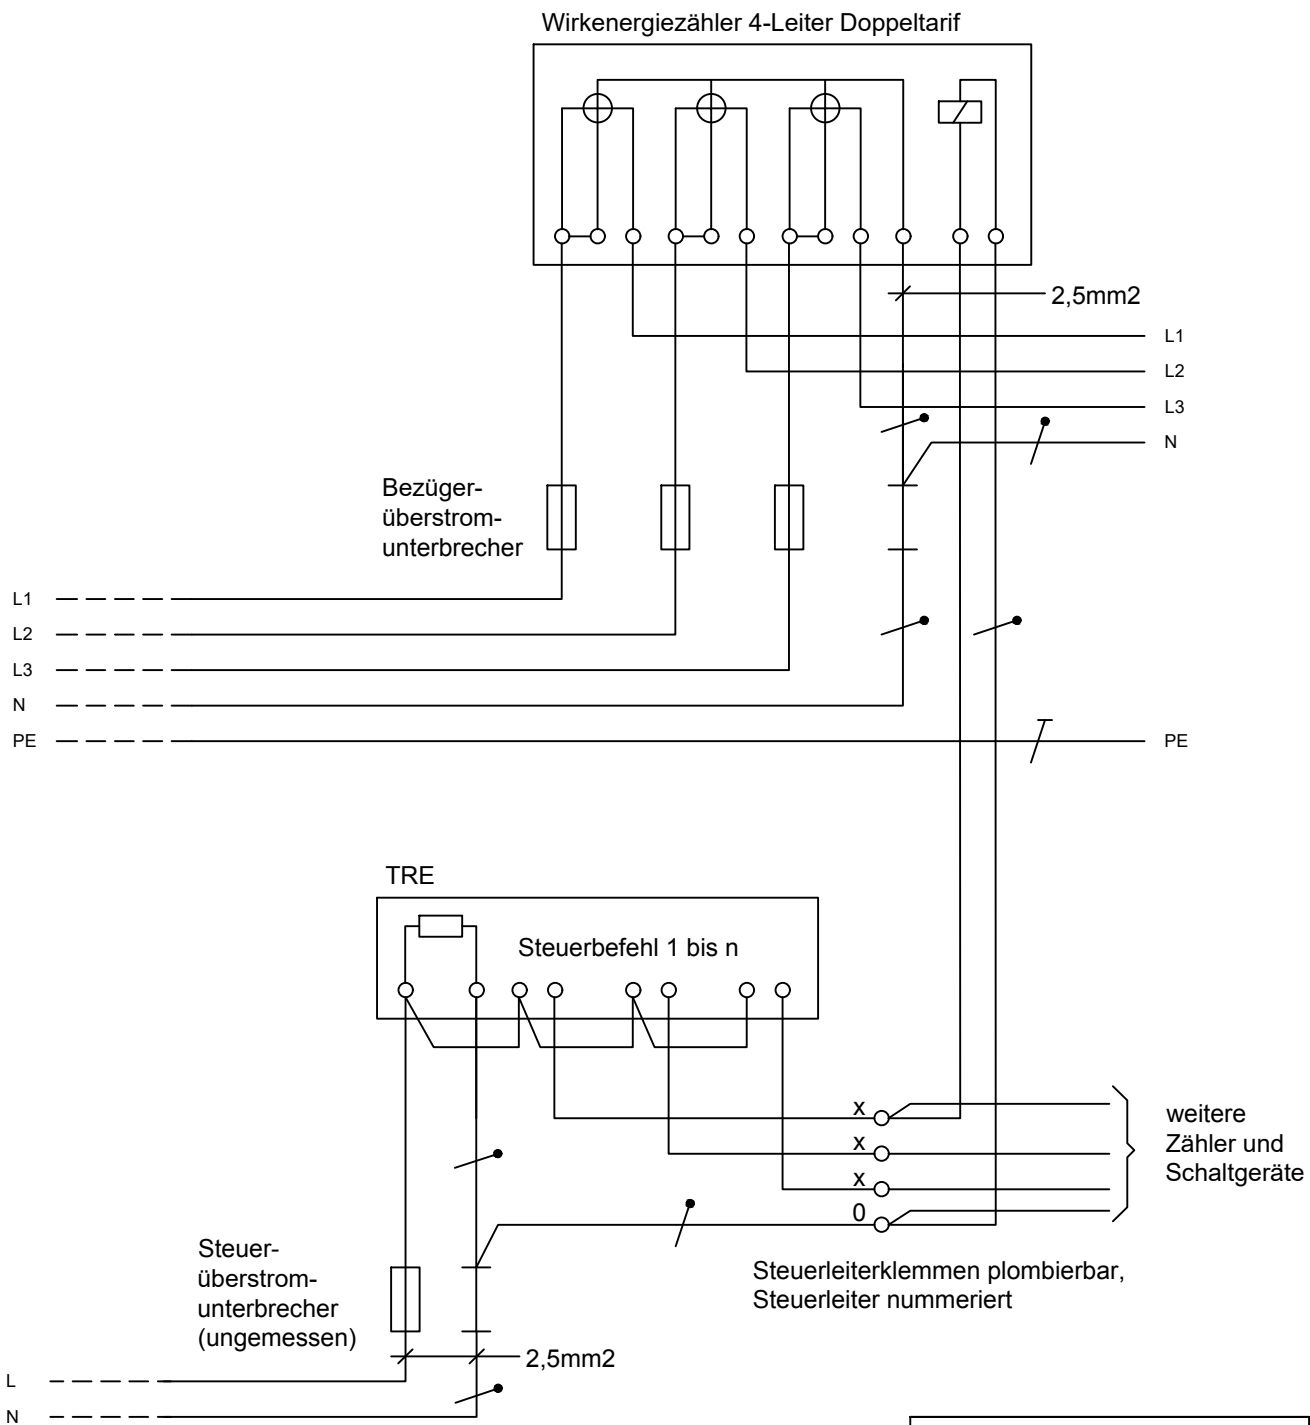 Wirkenergiezähler 4-Leiter Doppeltarif
2,5mm2
L1
L2
L3
N
Bezüger-
überstrom-
unterbrecher
L1
L2
L3
N
PE
PE
TRE
Steuerbefehl 1 bis n
x
x
x
0
weitere
Zähler und
Schaltgeräte
Steuer-
überstrom-
unterbrecher
(ungemessen)
Steuerleiterklemmen plombierbar,
Steuerleiter nummeriert
2,5mm2
L
N